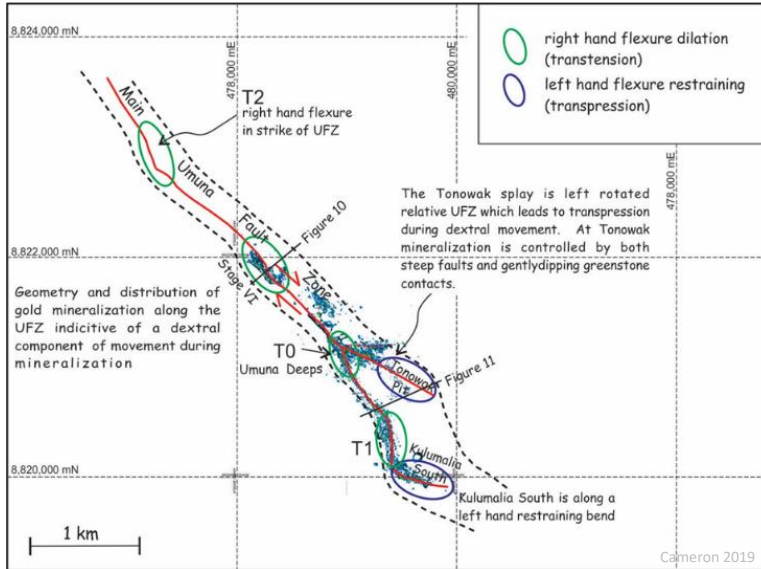 8,824,000 mN
478,000 mE
480,000 mE
right hand flexure dilation
(transtension)
left hand flexure restraining
(transpression)
478,000 mE
Main
Umuna
Fault
Zone
T2
right hand flexure
in strike of UFZ
Figure 10
The Tonowak splay is left rotated
relative UFZ which leads to transpression
during dextral movement. At Tonowak
mineralization is controlled by both
steep faults and gentlydipping greenstone
contacts.
8,822,000 mN
Stage VI
Geometry and distribution of
gold mineralization along the
UFZ indicitive of a dextral
component of movement during
mineralization
T0
Umuna Deeps
Tonowak
Pit
Figure 11
T1
Kulumalia
South
8,820,000 mN
Kulumalia South is along a
left hand restraining bend
1 km
Cameron 2019